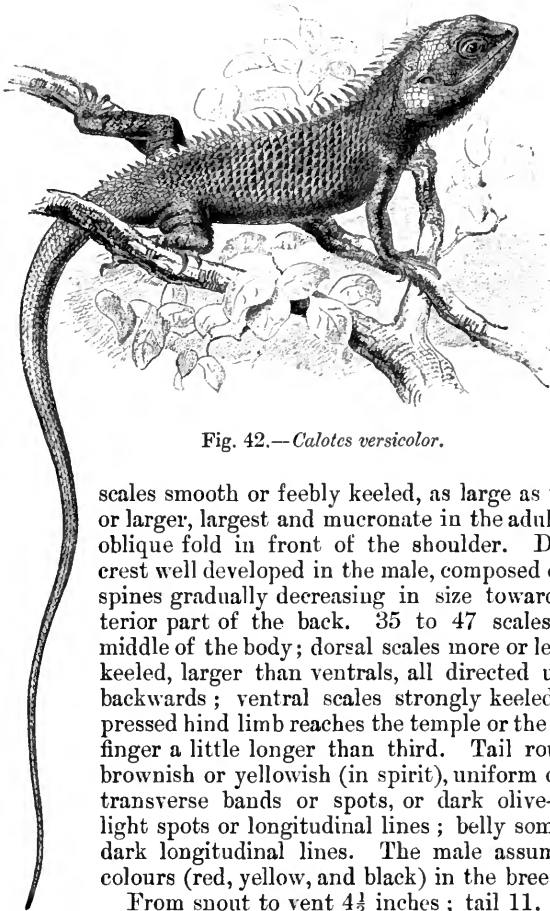 Fig. 42.—Calotes versicolor.
scales smooth or feebly keeled, as large as
or larger, largest and mucronate in the adul
oblique fold in front of the shoulder. D
crest well developed in the male, composed
spines gradually decreasing in size towar
terior part of the back. 35 to 47 scales
middle of the body; dorsal scales more or le
keeled, larger than ventrals, all directed u
backwards; ventral scales strongly keeled
pressed hind limb reaches the temple or the
finger a little longer than third. Tail rou
brownish or yellowish (in spirit), uniform o
transverse bands or spots, or dark olive-
light spots or longitudinal lines; belly som
dark longitudinal lines. The male assum
colours (red, yellow, and black) in the bree
From snout to vent 4½ inches; tail 11.